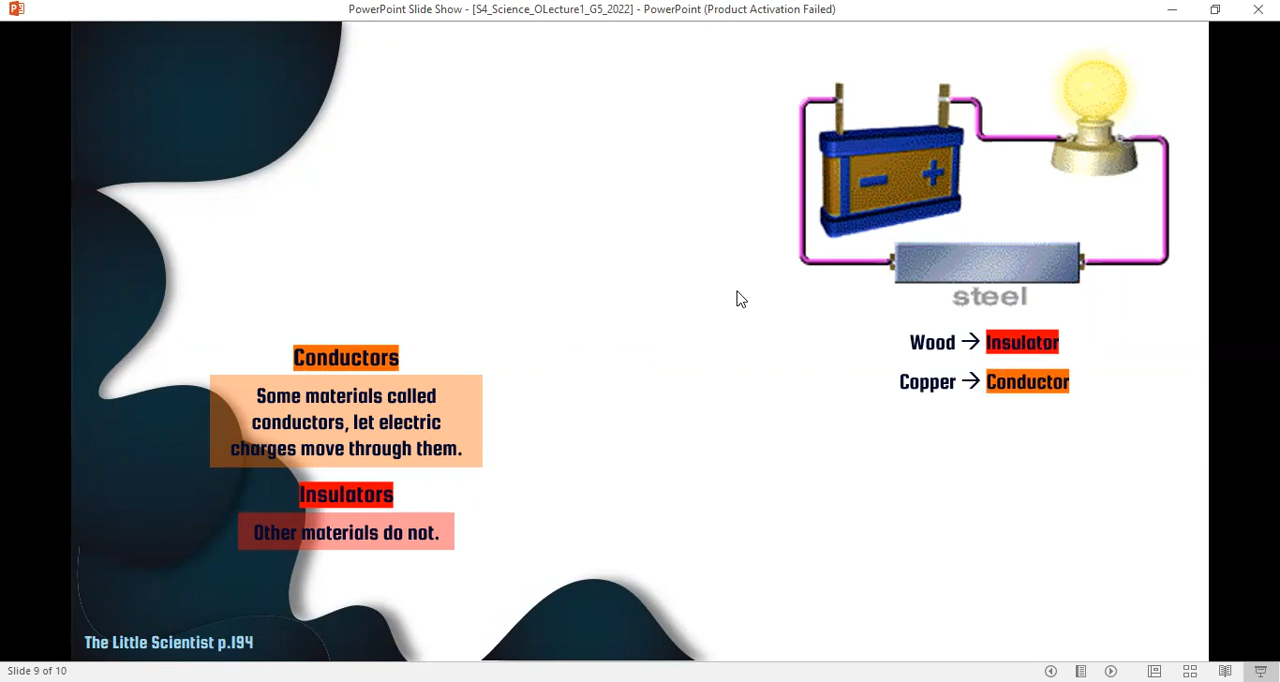 PowerPoint Slide Show - [S4_Science_OLecture1_G5_2022] - PowerPoint (Product Activation Failed)
- +
steel
Wood → Insulator
Copper → Conductor
Conductors
Some materials called
conductors, let electric
charges move through them.
Insulators
Other materials do not.
The Little Scientist p.194
Slide 9 of 10